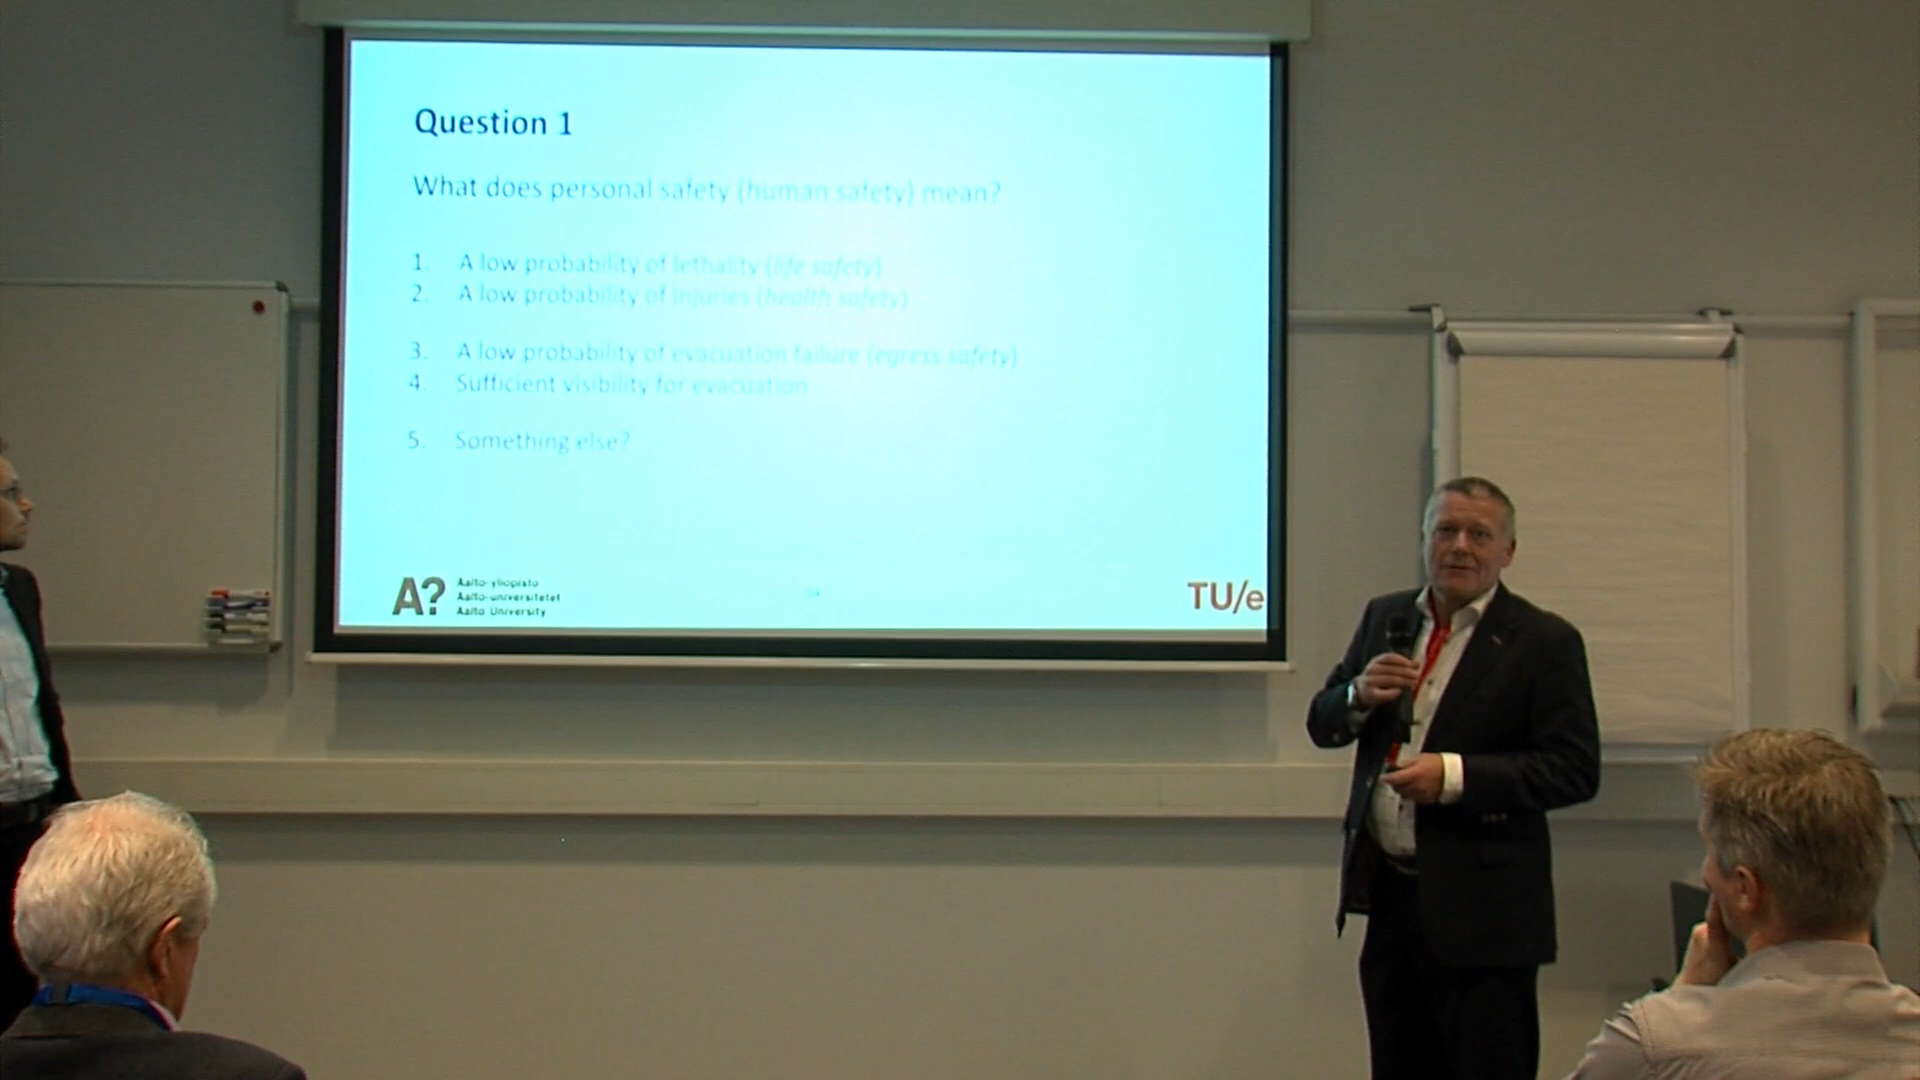 Question 1
What does personal safety (human safety) mean?
1. A low probability of lethality (life safety)
2. A low probability of injuries (health safety)
3. A low probability of evacuation failure (egress safety)
4. Sufficient visibility for evacuation
5. Something else?
A?
Aalto-yliopisto
Aalto-universitetet
Aalto University
TU/e